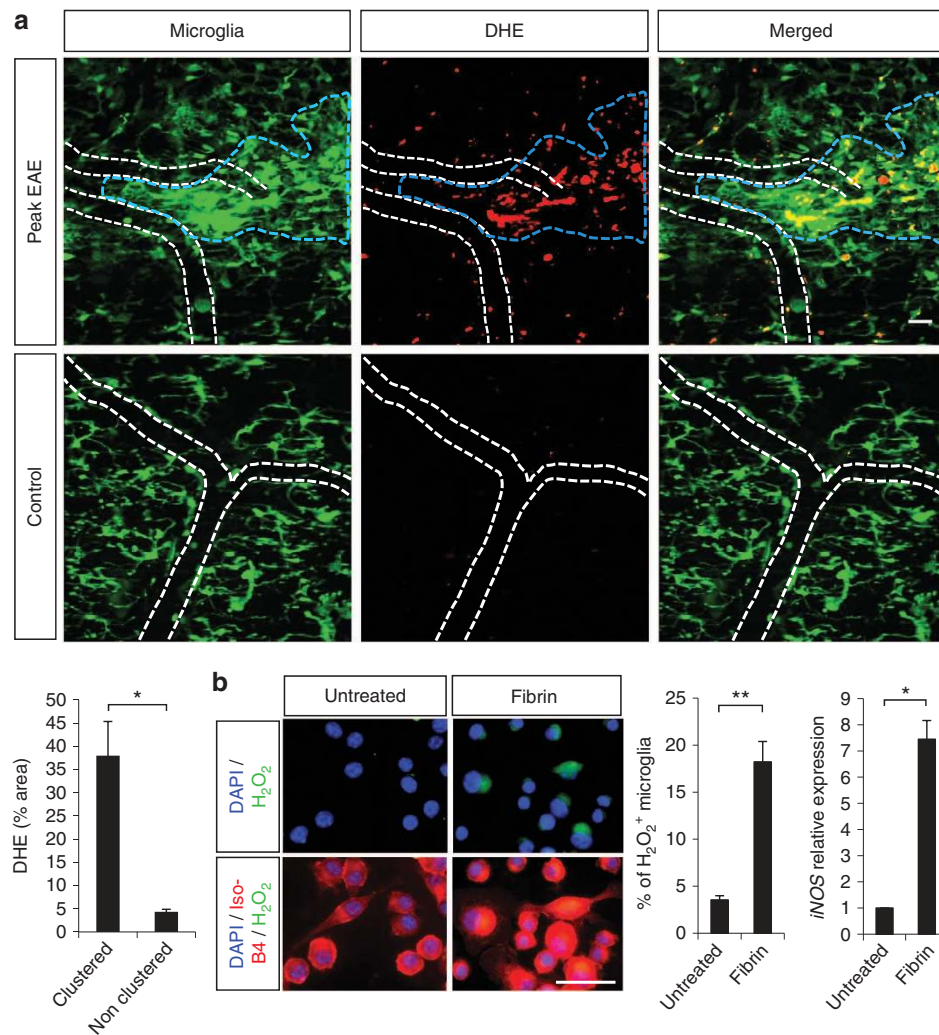 a
Microglia
DHE
Merged
Peak EAE
Control
DHE (% area)
50
45
40
35
30
25
20
15
10
5
0
*
Clustered
Non clustered
b
Untreated
Fibrin
DAPI /
H₂O₂
DAPI / Iso-
B4 / H₂O₂
% of H₂O₂⁺ microglia
25
20
15
10
5
0
**
Untreated
Fibrin
iNOS relative expression
9
8
7
6
5
4
3
2
1
0
*
Untreated
Fibrin